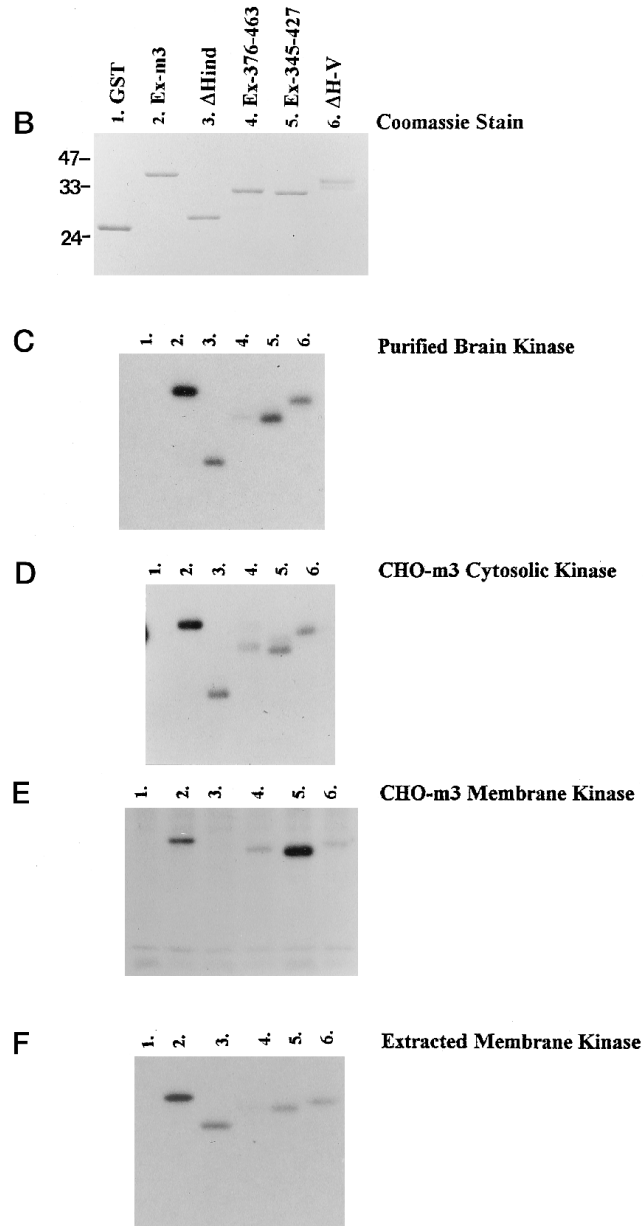 1. GST
2. Ex-m3
3. ΔHind
4. Ex-376-463
5. Ex-345-427
6. ΔH-V
B
Coomassie Stain
47-
33-
24-
C
1. 2. 3. 4. 5. 6.
Purified Brain Kinase
D
1. 2. 3. 4. 5. 6.
CHO-m3 Cytosolic Kinase
E
1. 2. 3. 4. 5. 6.
CHO-m3 Membrane Kinase
F
1. 2. 3. 4. 5. 6.
Extracted Membrane Kinase